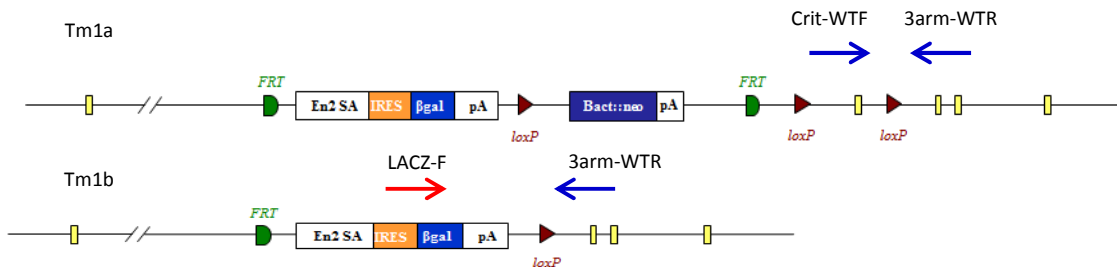 Tm1a
Crit-WTF 3arm-WTR
FRT FRT
En2 SA IRES βgal pA Bact::neo pA
loxP loxP loxP
Tm1b
LACZ-F 3arm-WTR
FRT
En2 SA IRES βgal pA
loxP